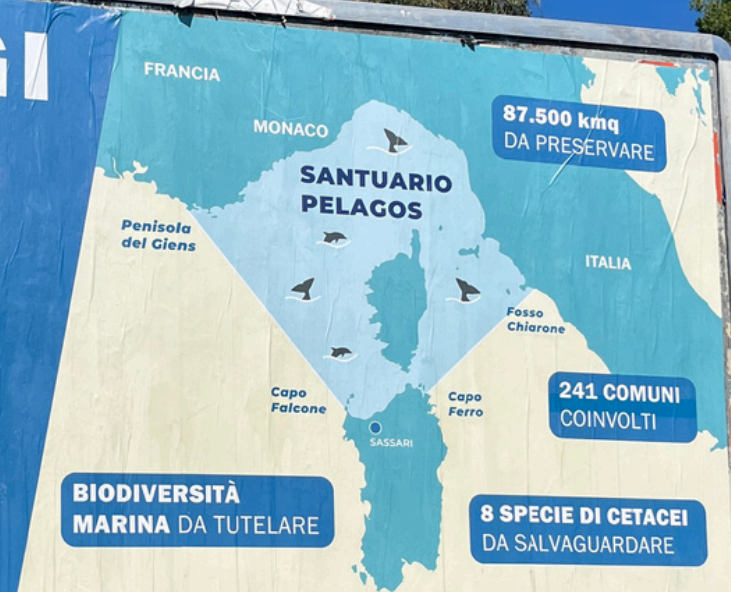 GI
FRANCIA
MONACO
87.500 kmq
DA PRESERVARE
SANTUARIO
PELAGOS
Penisola
del Giens
ITALIA
Fosso
Chiarone
Capo
Falcone
Capo
Ferro
241 COMUNI
COINVOLTI
SASSARI
BIODIVERSITÀ
MARINA DA TUTELARE
8 SPECIE DI CETACEI
DA SALVAGUARDARE